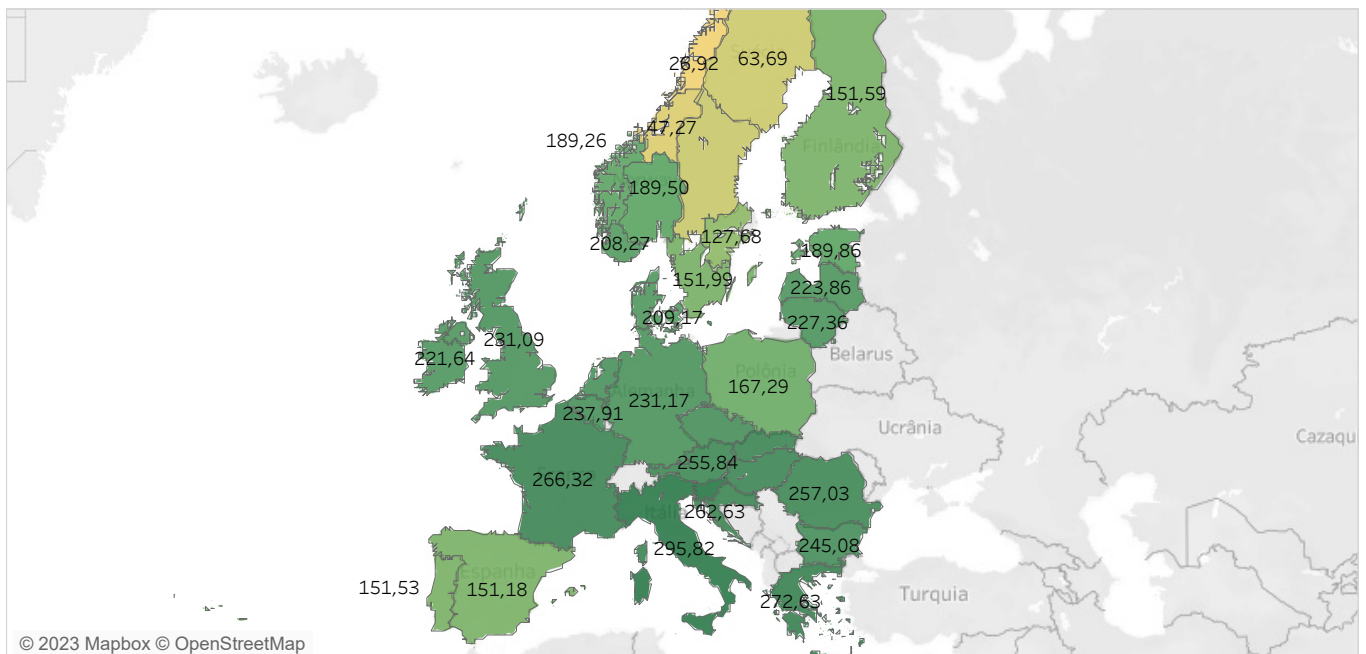 26,92
63,69
Suécia
151,59
189,26
47,27
Finlândia
189,50
208,27
127,68
189,86
151,99
223,86
209,17
227,36
231,09
221,64
Belarus
Polônia
Alemanha
167,29
231,17
237,91
Ucrânia
Cazaqu
255,84
França
266,32
257,03
Itália
262,63
295,82
245,08
Espanha
151,53
151,18
272,63
Turquia
© 2023 Mapbox © OpenStreetMap